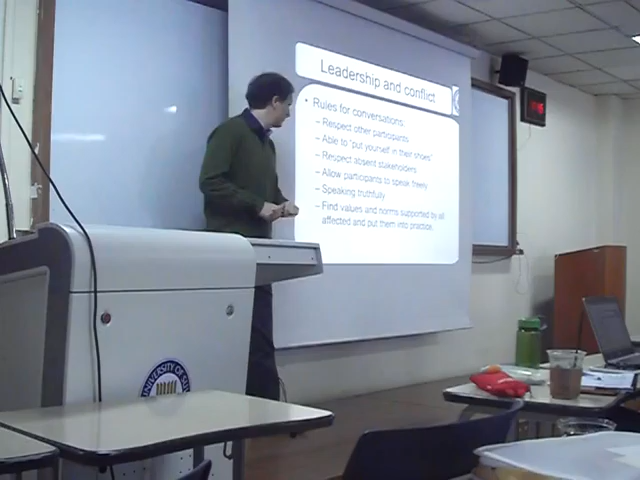 Leadership and conflict
• Rules for conversations:
– Respect other participants
– Able to "put yourself in their shoes"
– Respect absent stakeholders
– Allow participants to speak freely
– Speaking truthfully
– Find values and norms supported by all
affected and put them into practice.
UNIVERSITY OF